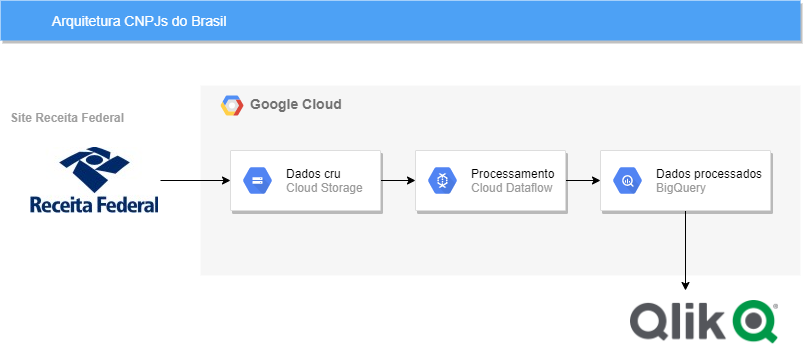 Arquitetura CNPJs do Brasil
Google Cloud
Site Receita Federal
Receita Federal
Dados cru
Cloud Storage
Processamento
Cloud Dataflow
Dados processados
BigQuery
Qlik